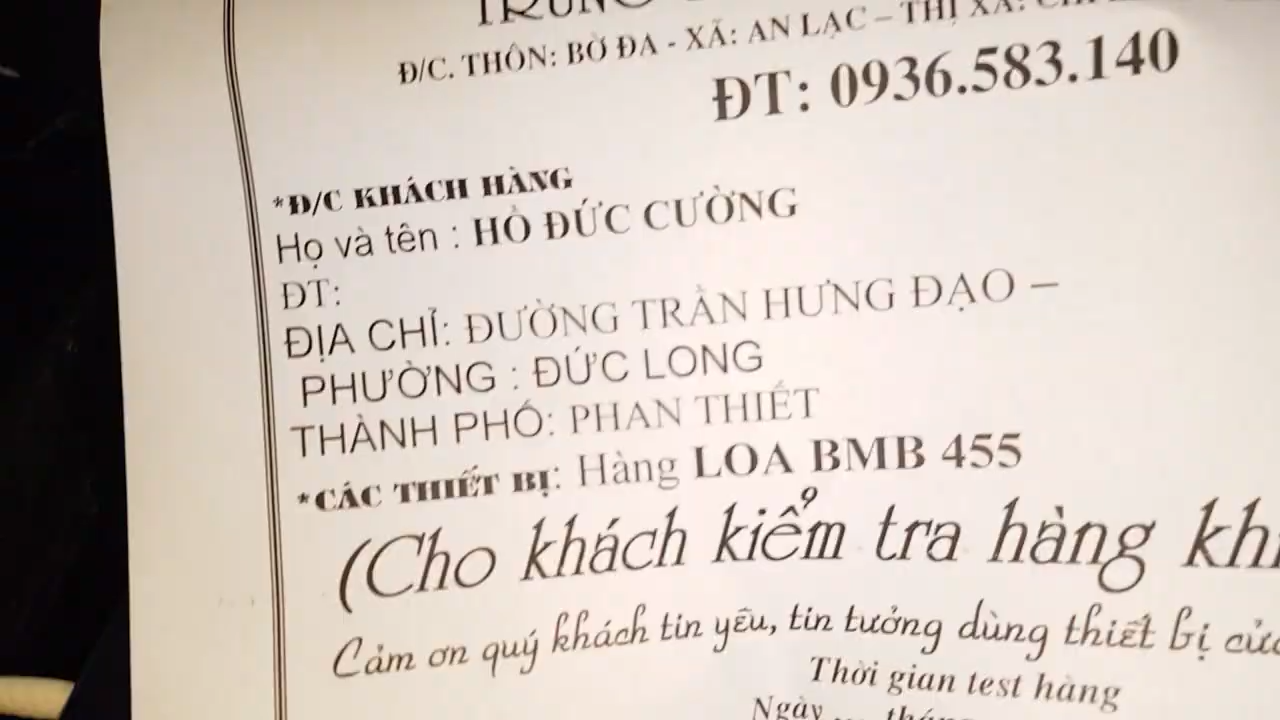 TRUNG
Đ/C. THÔN: BỜ ĐA - XÃ: AN LẠC – THỊ XÃ:
ĐT: 0936.583.140
*Đ/C KHÁCH HÀNG
Họ và tên : HỒ ĐỨC CƯỜNG
ĐT:
ĐỊA CHỈ: ĐƯỜNG TRẦN HƯNG ĐẠO –
PHƯỜNG : ĐỨC LONG
THÀNH PHỐ: PHAN THIẾT
*CÁC THIẾT BỊ: Hàng LOA BMB 455
(Cho khách kiểm tra hàng
Cảm ơn quý khách tin yêu, tin tưởng dùng thiết bị
Thời gian test hàng
Ngày ...